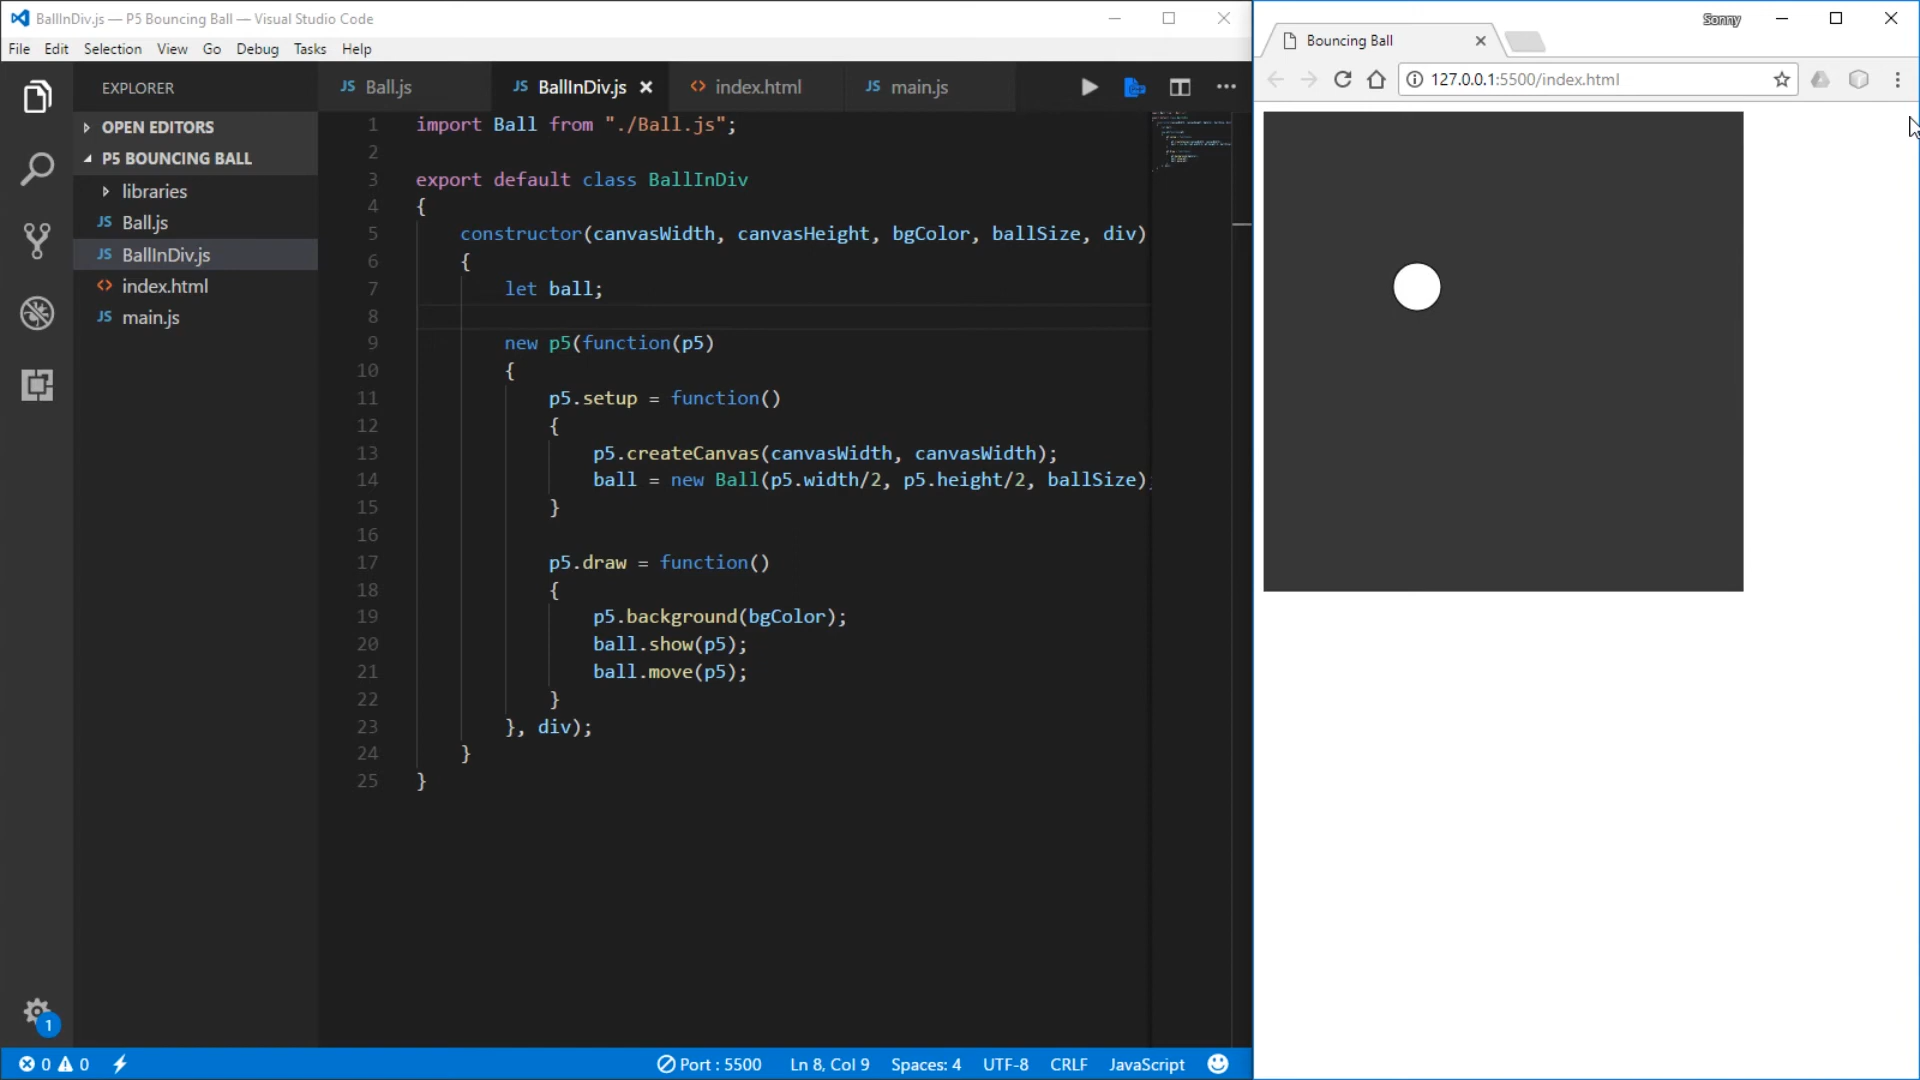 BallInDiv.js — P5 Bouncing Ball — Visual Studio Code
File Edit Selection View Go Debug Tasks Help
EXPLORER
OPEN EDITORS
P5 BOUNCING BALL
libraries
JS Ball.js
JS BallInDiv.js
<> index.html
JS main.js
1
JS Ball.js JS BallInDiv.js <> index.html JS main.js
1 import Ball from "./Ball.js";
2
3 export default class BallInDiv
4 {
5 constructor(canvasWidth, canvasHeight, bgColor, ballSize, div)
6 {
7 let ball;
8
9 new p5(function(p5)
10 {
11 p5.setup = function()
12 {
13 p5.createCanvas(canvasWidth, canvasWidth);
14 ball = new Ball(p5.width/2, p5.height/2, ballSize);
15 }
16
17 p5.draw = function()
18 {
19 p5.background(bgColor);
20 ball.show(p5);
21 ball.move(p5);
22 }
23 }, div);
24 }
25 }
0 0 Port : 5500 Ln 8, Col 9 Spaces: 4 UTF-8 CRLF JavaScript
Sonny
Bouncing Ball
127.0.0.1:5500/index.html